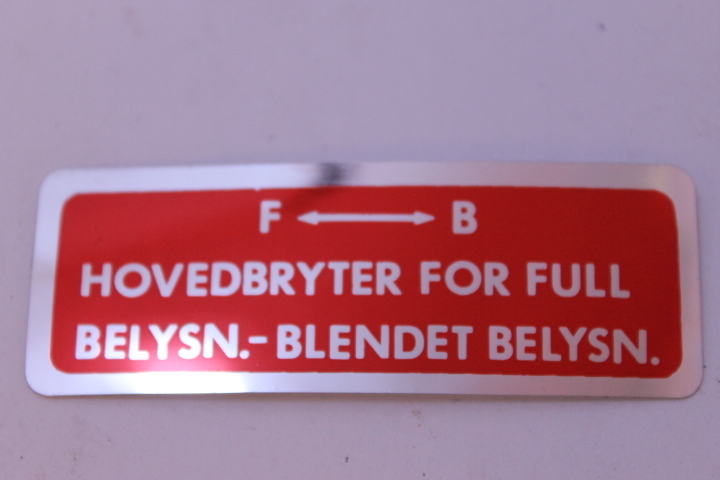 F ↔ B
HOVEDBRYTER FOR FULL
BELYSN.-BLENDET BELYSN.